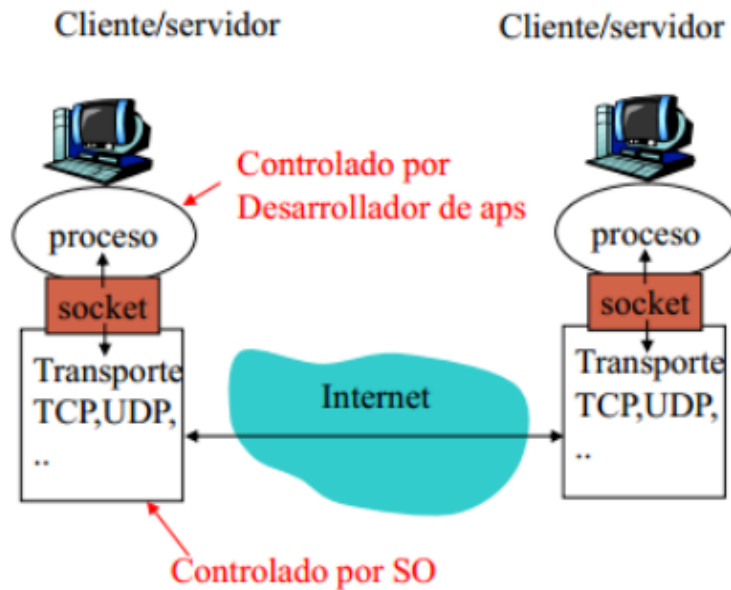 Cliente/servidor
Cliente/servidor
Controlado por
Desarrollador de aps
proceso
proceso
socket
socket
Transporte
TCP,UDP,
..
Internet
Transporte
TCP,UDP,
..
Controlado por SO